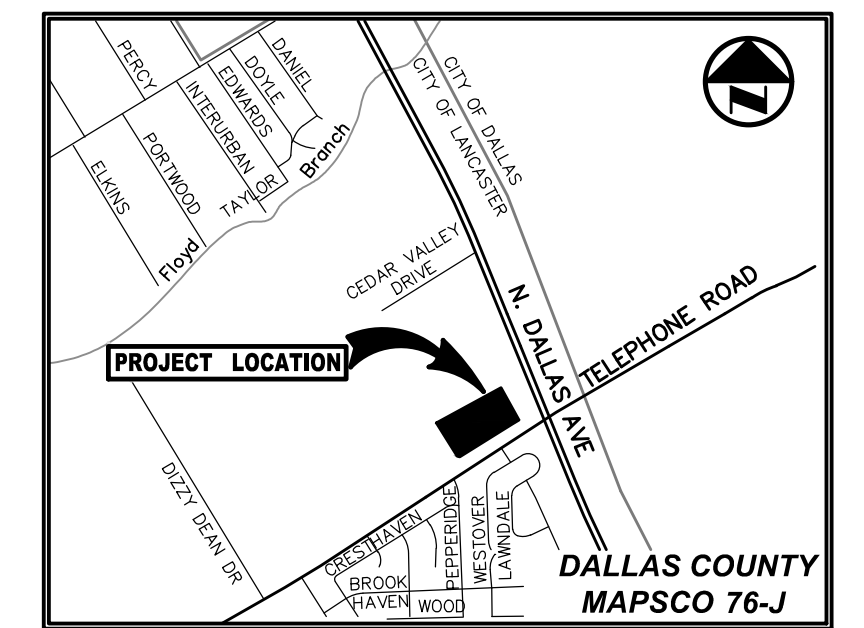 PERCY
DANIEL
DOYLE
EDWARDS
INTERURBAN
PORTWOOD
ELKINS
TAYLOR
Branch
Floyd
CITY OF DALLAS
CITY OF LANCASTER
N
CEDAR VALLEY
DRIVE
N. DALLAS AVE
TELEPHONE ROAD
PROJECT LOCATION
DIZZY DEAN DR
CRESTHAVEN
PEPPERIDGE
WESTOVER
LAWNDALE
BROOK
HAVEN
WOOD
DALLAS COUNTY
MAPSCO 76-J